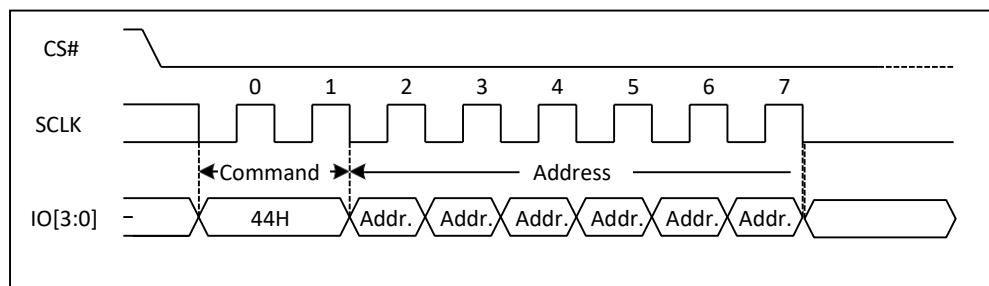 CS#
0 1 2 3 4 5 6 7
SCLK
Command Address
IO[3:0] 44H Addr. Addr. Addr. Addr. Addr. Addr.